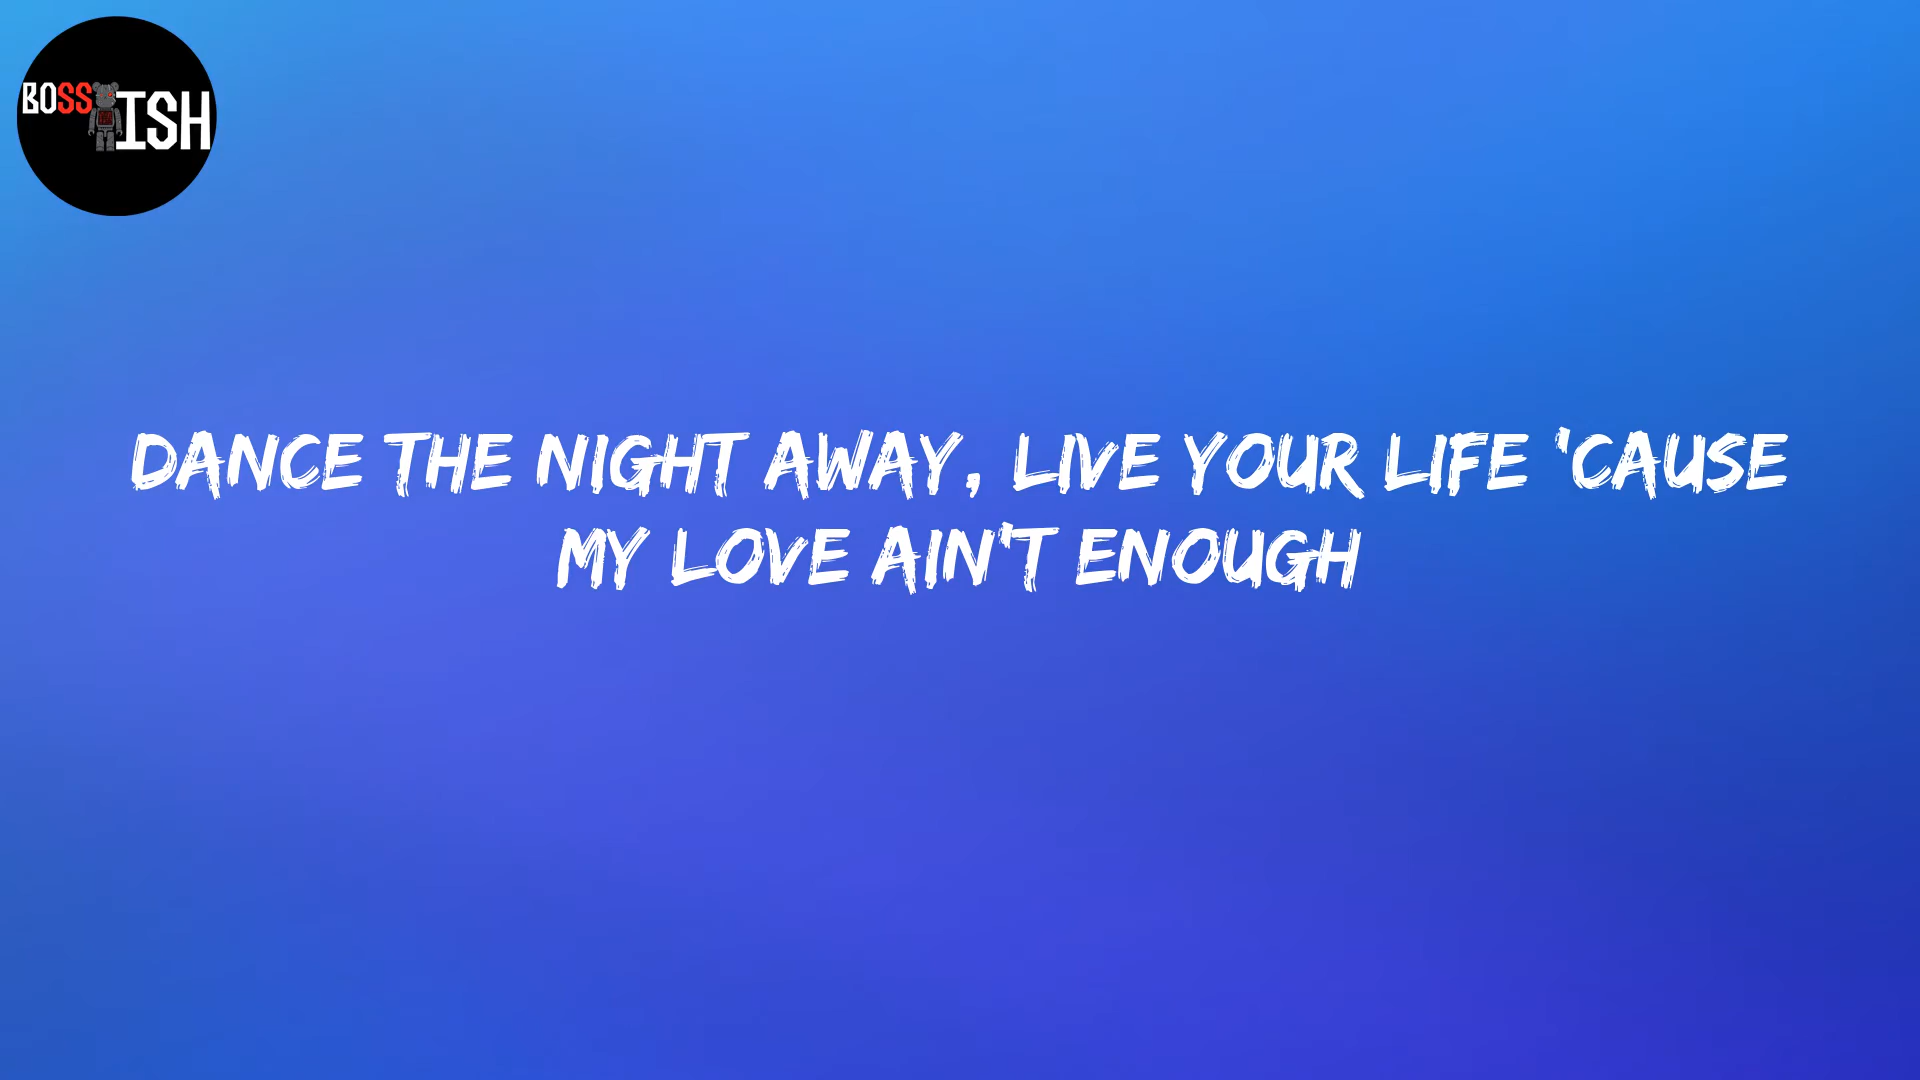 BOSS ISH
DANCE THE NIGHT AWAY, LIVE YOUR LIFE 'CAUSE
MY LOVE AIN'T ENOUGH